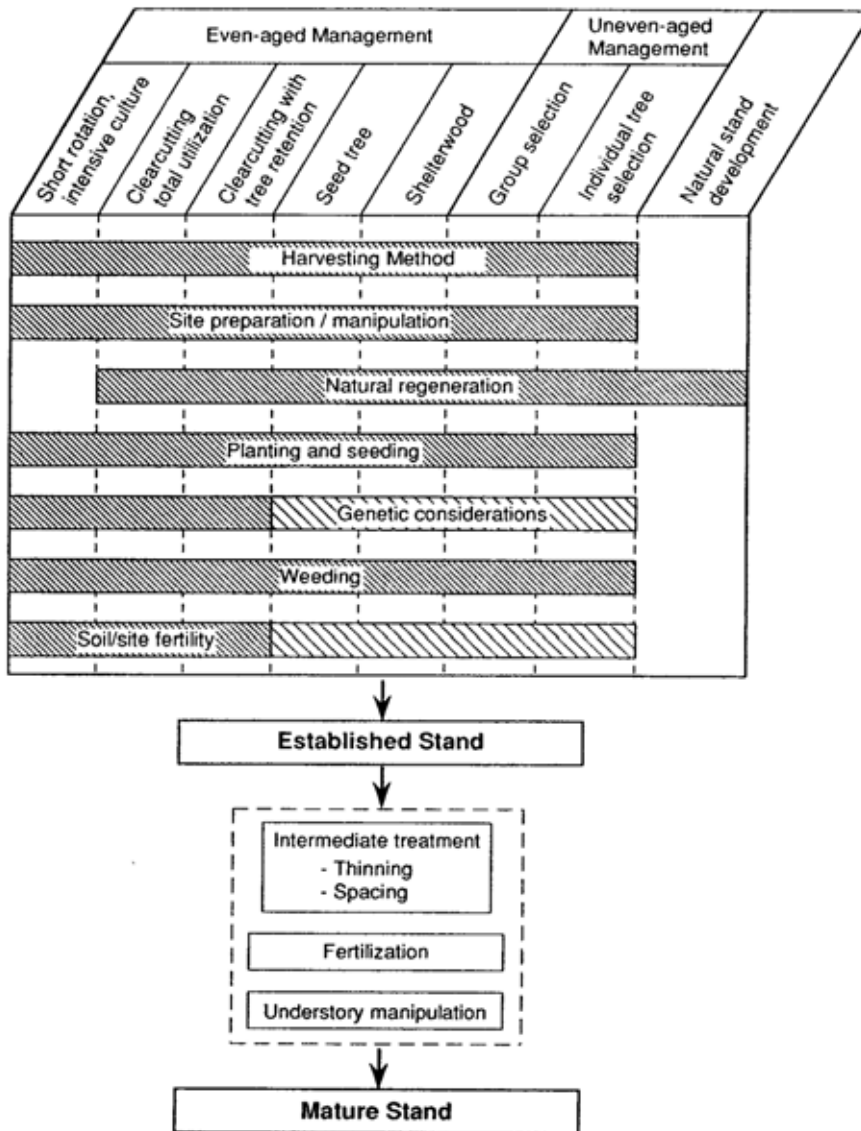 Even-aged Management
Uneven-aged
Management
Short rotation,
intensive culture
Clearcutting
total utilization
Clearcutting with
tree retention
Seed tree
Shelterwood
Group selection
Individual tree
selection
Natural stand
development
Harvesting Method
Site preparation / manipulation
Natural regeneration
Planting and seeding
Genetic considerations
Weeding
Soil/site fertility
Established Stand
Intermediate treatment
- Thinning
- Spacing
Fertilization
Understory manipulation
Mature Stand